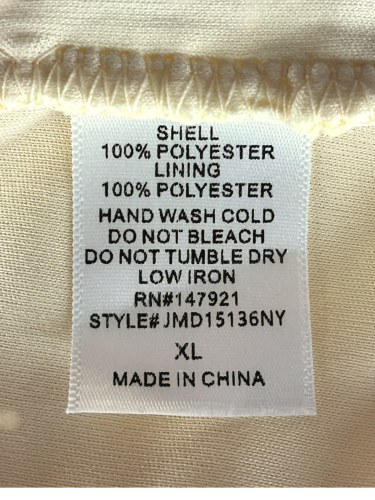 SHELL
100% POLYESTER
LINING
100% POLYESTER
HAND WASH COLD
DO NOT BLEACH
DO NOT TUMBLE DRY
LOW IRON
RN#147921
STYLE# JMD15136NY
XL
MADE IN CHINA